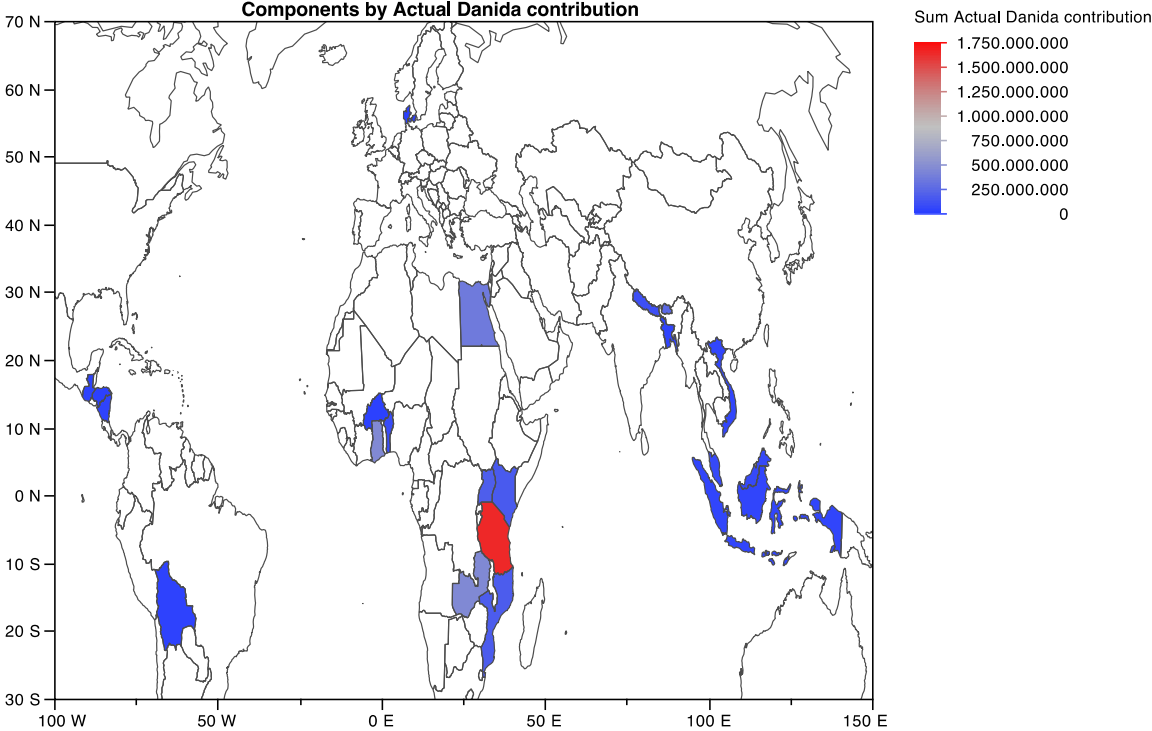 Components by Actual Danida contribution
Sum Actual Danida contribution
1.750.000.000
1.500.000.000
1.250.000.000
1.000.000.000
750.000.000
500.000.000
250.000.000
0
70 N
60 N
50 N
40 N
30 N
20 N
10 N
0 N
10 S
20 S
30 S
100 W
50 W
0 E
50 E
100 E
150 E